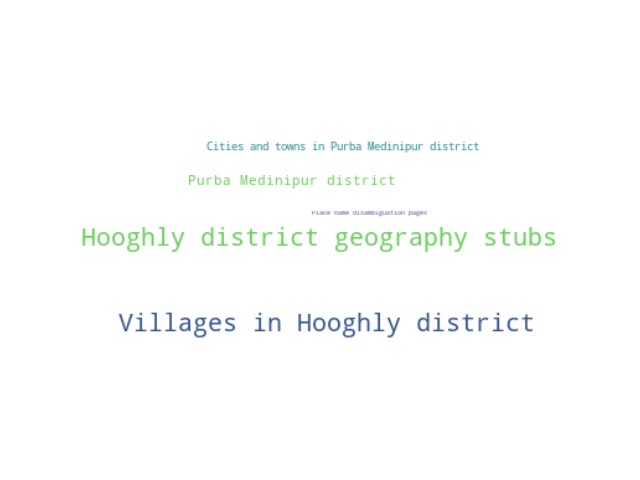 Cities and towns in Purba Medinipur district
Purba Medinipur district
Place name disambiguation pages
Hooghly district geography stubs
Villages in Hooghly district